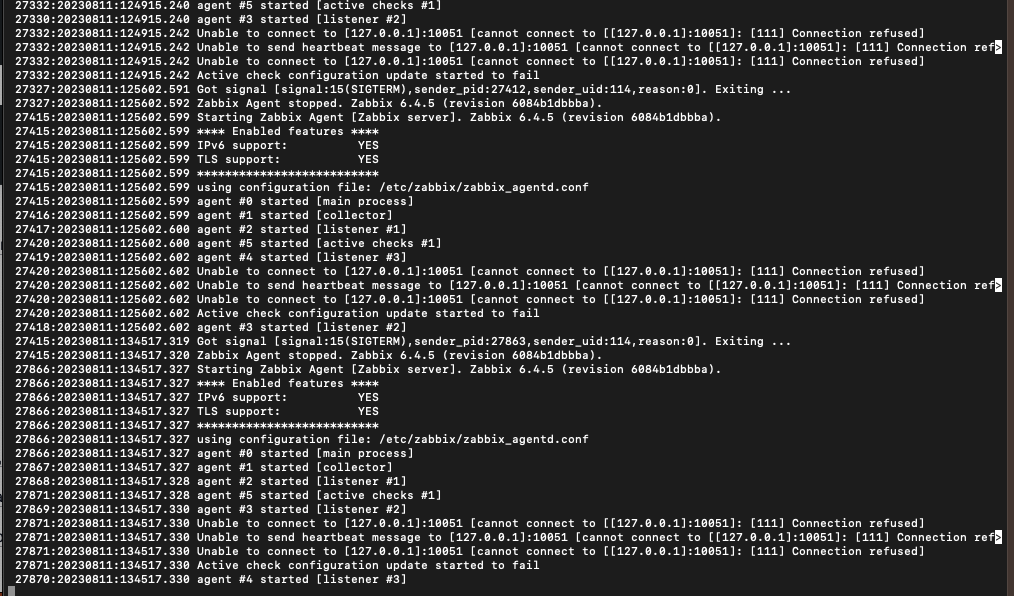 27332:20230811:124915.240 agent #5 started [active checks #1]
27330:20230811:124915.240 agent #3 started [listener #2]
27332:20230811:124915.242 Unable to connect to [127.0.0.1]:10051 [cannot connect to [[127.0.0.1]:10051]: [111] Connection refused]
27332:20230811:124915.242 Unable to send heartbeat message to [127.0.0.1]:10051 [cannot connect to [[127.0.0.1]:10051]: [111] Connection ref>
27332:20230811:124915.242 Unable to connect to [127.0.0.1]:10051 [cannot connect to [[127.0.0.1]:10051]: [111] Connection refused]
27332:20230811:124915.242 Active check configuration update started to fail
27327:20230811:125602.591 Got signal [signal:15(SIGTERM),sender_pid:27412,sender_uid:114,reason:0]. Exiting ...
27327:20230811:125602.592 Zabbix Agent stopped. Zabbix 6.4.5 (revision 6084b1dbbba).
27415:20230811:125602.599 Starting Zabbix Agent [Zabbix server]. Zabbix 6.4.5 (revision 6084b1dbbba).
27415:20230811:125602.599 **** Enabled features ****
27415:20230811:125602.599 IPv6 support:          YES
27415:20230811:125602.599 TLS support:           YES
27415:20230811:125602.599 **************************
27415:20230811:125602.599 using configuration file: /etc/zabbix/zabbix_agentd.conf
27415:20230811:125602.599 agent #0 started [main process]
27416:20230811:125602.599 agent #1 started [collector]
27417:20230811:125602.600 agent #2 started [listener #1]
27420:20230811:125602.600 agent #5 started [active checks #1]
27419:20230811:125602.602 agent #4 started [listener #3]
27420:20230811:125602.602 Unable to connect to [127.0.0.1]:10051 [cannot connect to [[127.0.0.1]:10051]: [111] Connection refused]
27420:20230811:125602.602 Unable to send heartbeat message to [127.0.0.1]:10051 [cannot connect to [[127.0.0.1]:10051]: [111] Connection ref>
27420:20230811:125602.602 Unable to connect to [127.0.0.1]:10051 [cannot connect to [[127.0.0.1]:10051]: [111] Connection refused]
27420:20230811:125602.602 Active check configuration update started to fail
27418:20230811:125602.602 agent #3 started [listener #2]
27415:20230811:134517.319 Got signal [signal:15(SIGTERM),sender_pid:27863,sender_uid:114,reason:0]. Exiting ...
27415:20230811:134517.320 Zabbix Agent stopped. Zabbix 6.4.5 (revision 6084b1dbbba).
27866:20230811:134517.327 Starting Zabbix Agent [Zabbix server]. Zabbix 6.4.5 (revision 6084b1dbbba).
27866:20230811:134517.327 **** Enabled features ****
27866:20230811:134517.327 IPv6 support:          YES
27866:20230811:134517.327 TLS support:           YES
27866:20230811:134517.327 **************************
27866:20230811:134517.327 using configuration file: /etc/zabbix/zabbix_agentd.conf
27866:20230811:134517.327 agent #0 started [main process]
27867:20230811:134517.327 agent #1 started [collector]
27868:20230811:134517.328 agent #2 started [listener #1]
27871:20230811:134517.328 agent #5 started [active checks #1]
27869:20230811:134517.330 agent #3 started [listener #2]
27871:20230811:134517.330 Unable to connect to [127.0.0.1]:10051 [cannot connect to [[127.0.0.1]:10051]: [111] Connection refused]
27871:20230811:134517.330 Unable to send heartbeat message to [127.0.0.1]:10051 [cannot connect to [[127.0.0.1]:10051]: [111] Connection ref>
27871:20230811:134517.330 Unable to connect to [127.0.0.1]:10051 [cannot connect to [[127.0.0.1]:10051]: [111] Connection refused]
27871:20230811:134517.330 Active check configuration update started to fail
27870:20230811:134517.330 agent #4 started [listener #3]